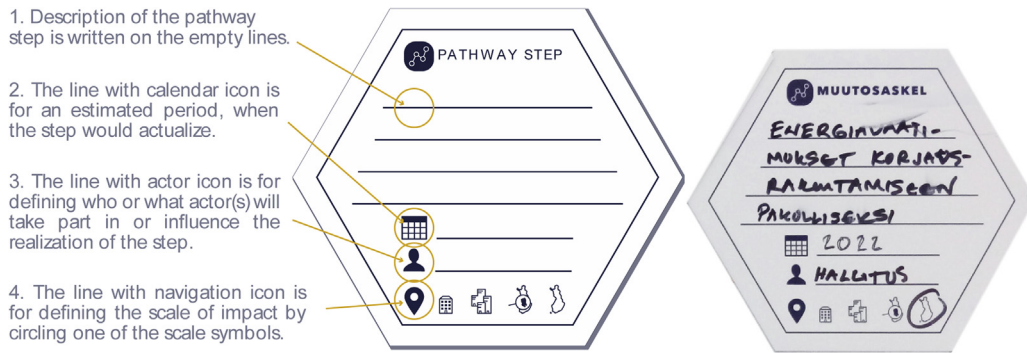 1. Description of the pathway
step is written on the empty lines.
2. The line with calendar icon is
for an estimated period, when
the step would actualize.
3. The line with actor icon is for
defining who or what actor(s) will
take part in or influence the
realization of the step.
4. The line with navigation icon is
for defining the scale of impact by
circling one of the scale symbols.
PATHWAY STEP
MUUTOSASKEL
ENERGIAVAATI-
MUKSET KORJAUS-
RAKENTAMISEEN
PAKOLLISEKSI
2022
HALLITUS